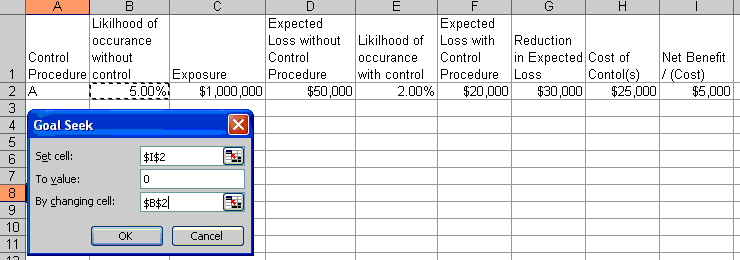 A B C D E F G H I
1 Control Procedure Likilhood of occurance without control Exposure Expected Loss without Control Procedure Likilhood of occurance with control Expected Loss with Control Procedure Reduction in Expected Loss Cost of Contol(s) Net Benefit / (Cost)
2 A 5.00% $1,000,000 $50,000 2.00% $20,000 $30,000 $25,000 $5,000
3
4
5
6
7
8
9
10
11
Goal Seek
Set cell: $I$2
To value: 0
By changing cell: $B$2
OK Cancel